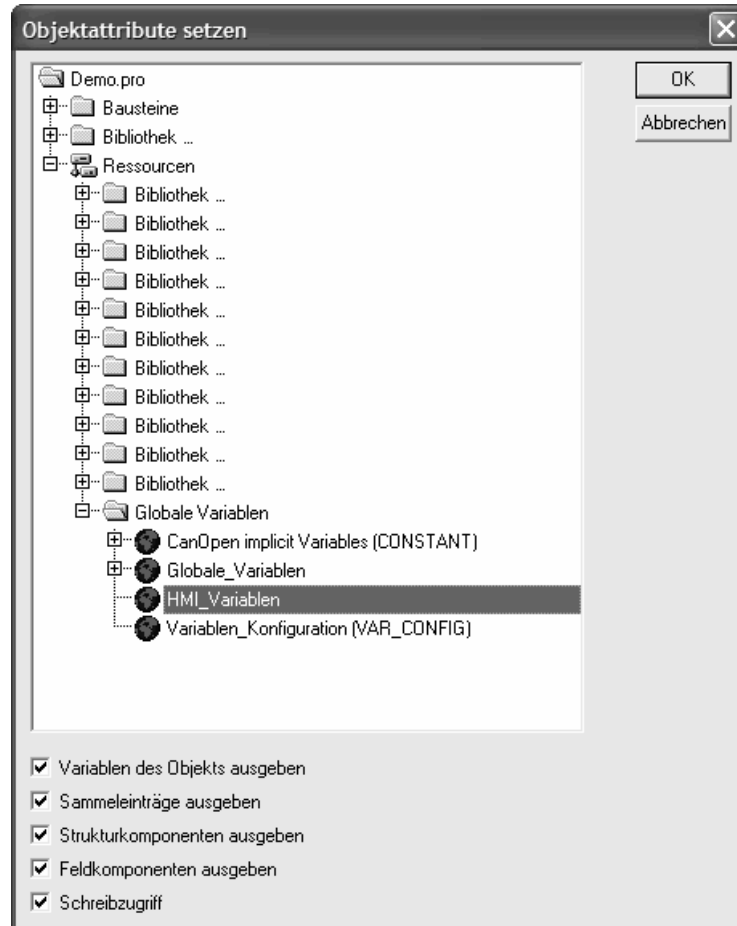 Objektattribute setzen
Demo.pro
OK
Bausteine
Abbrechen
Bibliothek ...
Ressourcen
Bibliothek ...
Bibliothek ...
Bibliothek ...
Bibliothek ...
Bibliothek ...
Bibliothek ...
Bibliothek ...
Bibliothek ...
Bibliothek ...
Bibliothek ...
Bibliothek ...
Globale Variablen
CanOpen implicit Variables (CONSTANT)
Globale_Variablen
HMI_Variablen
Variablen_Konfiguration (VAR_CONFIG)
Variablen des Objekts ausgeben
Sammeleinträge ausgeben
Strukturkomponenten ausgeben
Feldkomponenten ausgeben
Schreibzugriff